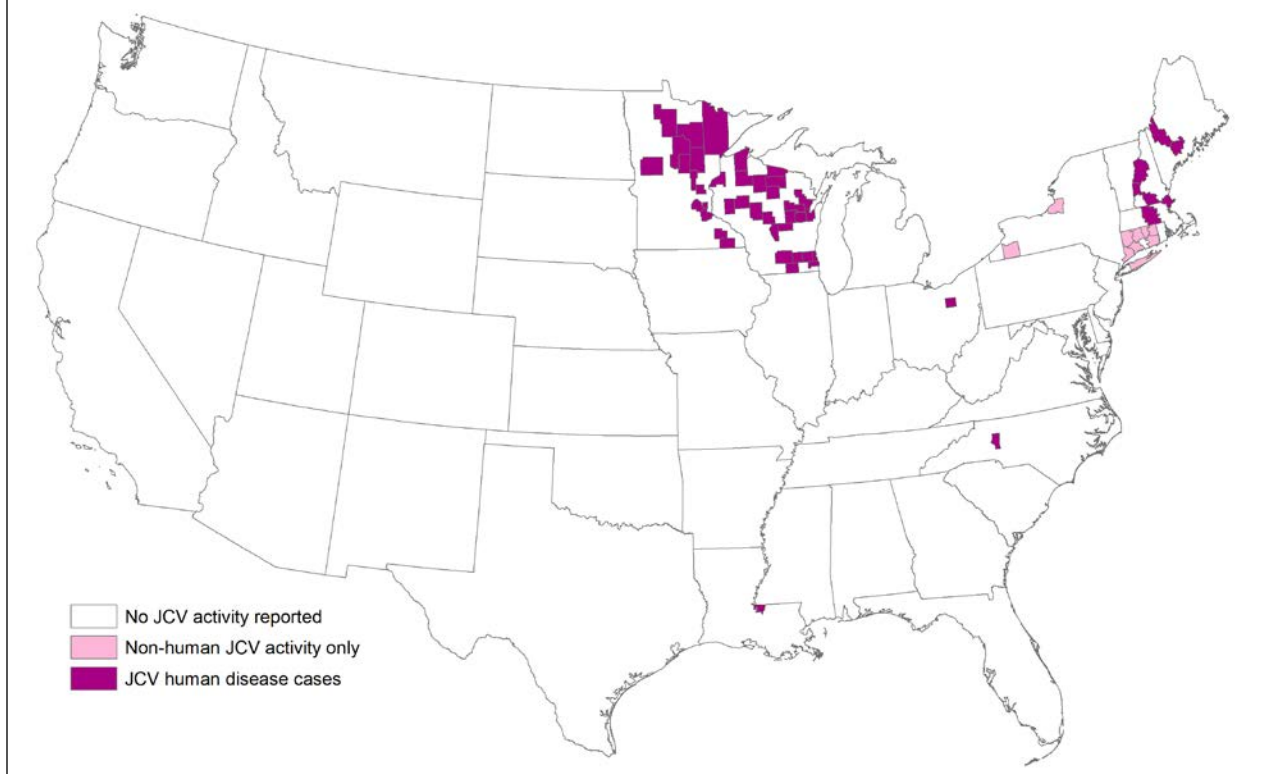 No JCV activity reported
Non-human JCV activity only
JCV human disease cases